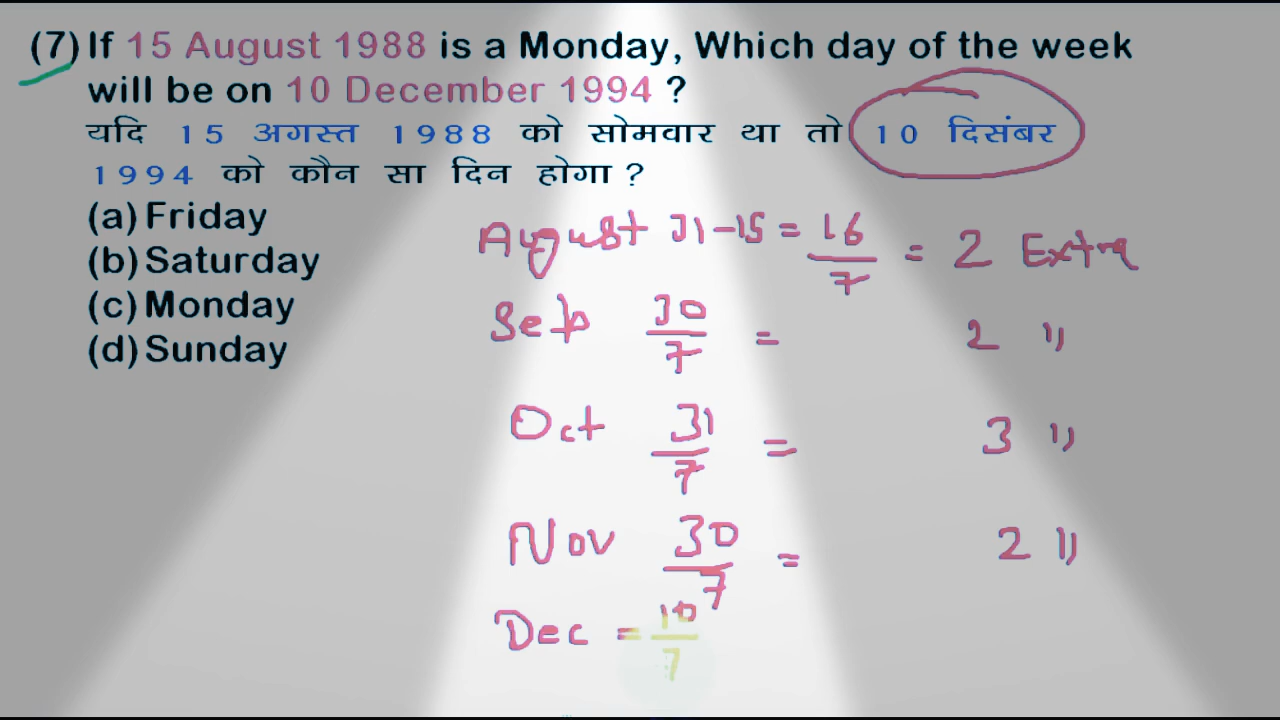 (7) If 15 August 1988 is a Monday, Which day of the week
will be on 10 December 1994 ?
यदि 15 अगस्त 1988 को सोमवार था तो 10 दिसंबर
1994 को कौन सा दिन होगा ?
(a) Friday
(b) Saturday
(c) Monday
(d) Sunday
August 31-15 = 16/7 = 2 Extra
Sep 30/7 = 2 ''
Oct 31/7 = 3 ''
Nov 30/7 = 2 ''
Dec = 10/7